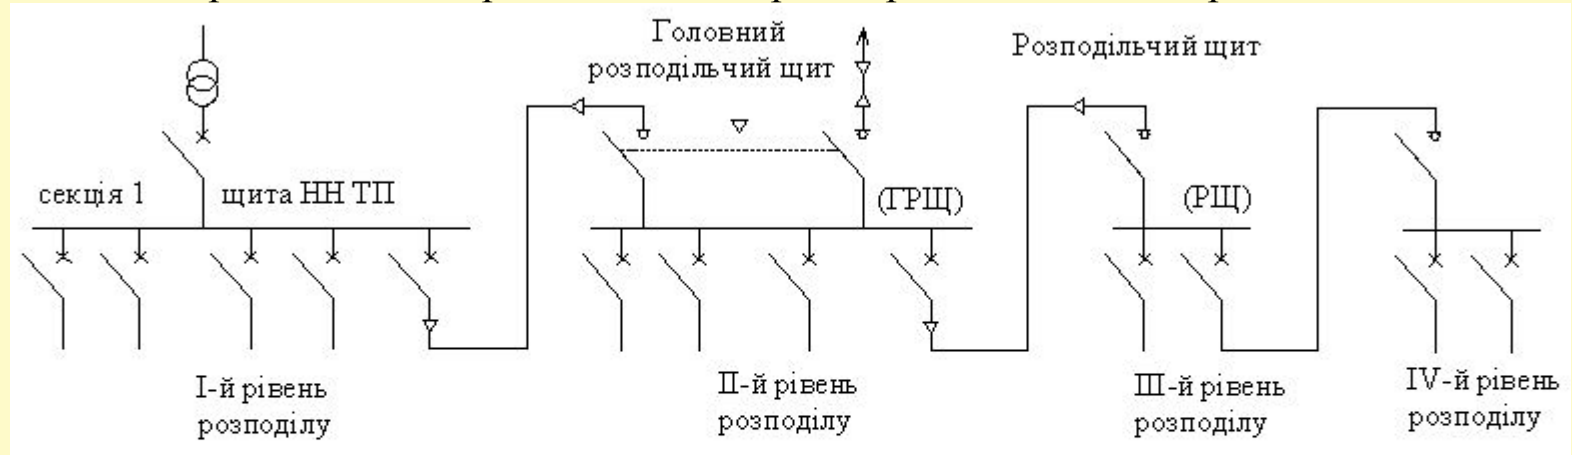 Головний
розподільчий щит
Розподільчий щит
секція 1 щита НН ТП
(ГРЩ)
(РЩ)
І-й рівень
розподілу
ІІ-й рівень
розподілу
ІІІ-й рівень
розподілу
IV-й рівень
розподілу